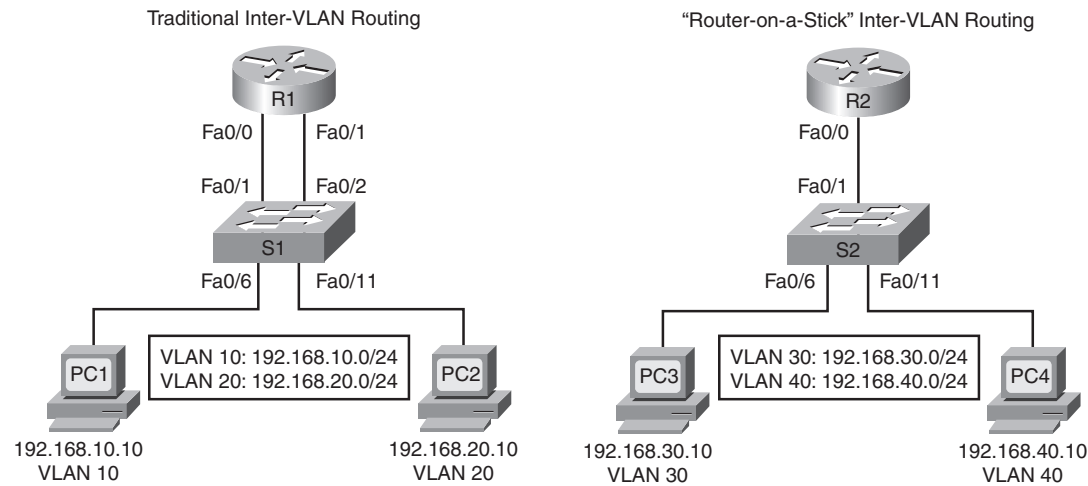 Traditional Inter-VLAN Routing
R1
Fa0/0
Fa0/1
Fa0/1
Fa0/2
S1
Fa0/6
Fa0/11
PC1
VLAN 10: 192.168.10.0/24
VLAN 20: 192.168.20.0/24
PC2
192.168.10.10
VLAN 10
192.168.20.10
VLAN 20
“Router-on-a-Stick” Inter-VLAN Routing
R2
Fa0/0
Fa0/1
S2
Fa0/6
Fa0/11
PC3
VLAN 30: 192.168.30.0/24
VLAN 40: 192.168.40.0/24
PC4
192.168.30.10
VLAN 30
192.168.40.10
VLAN 40